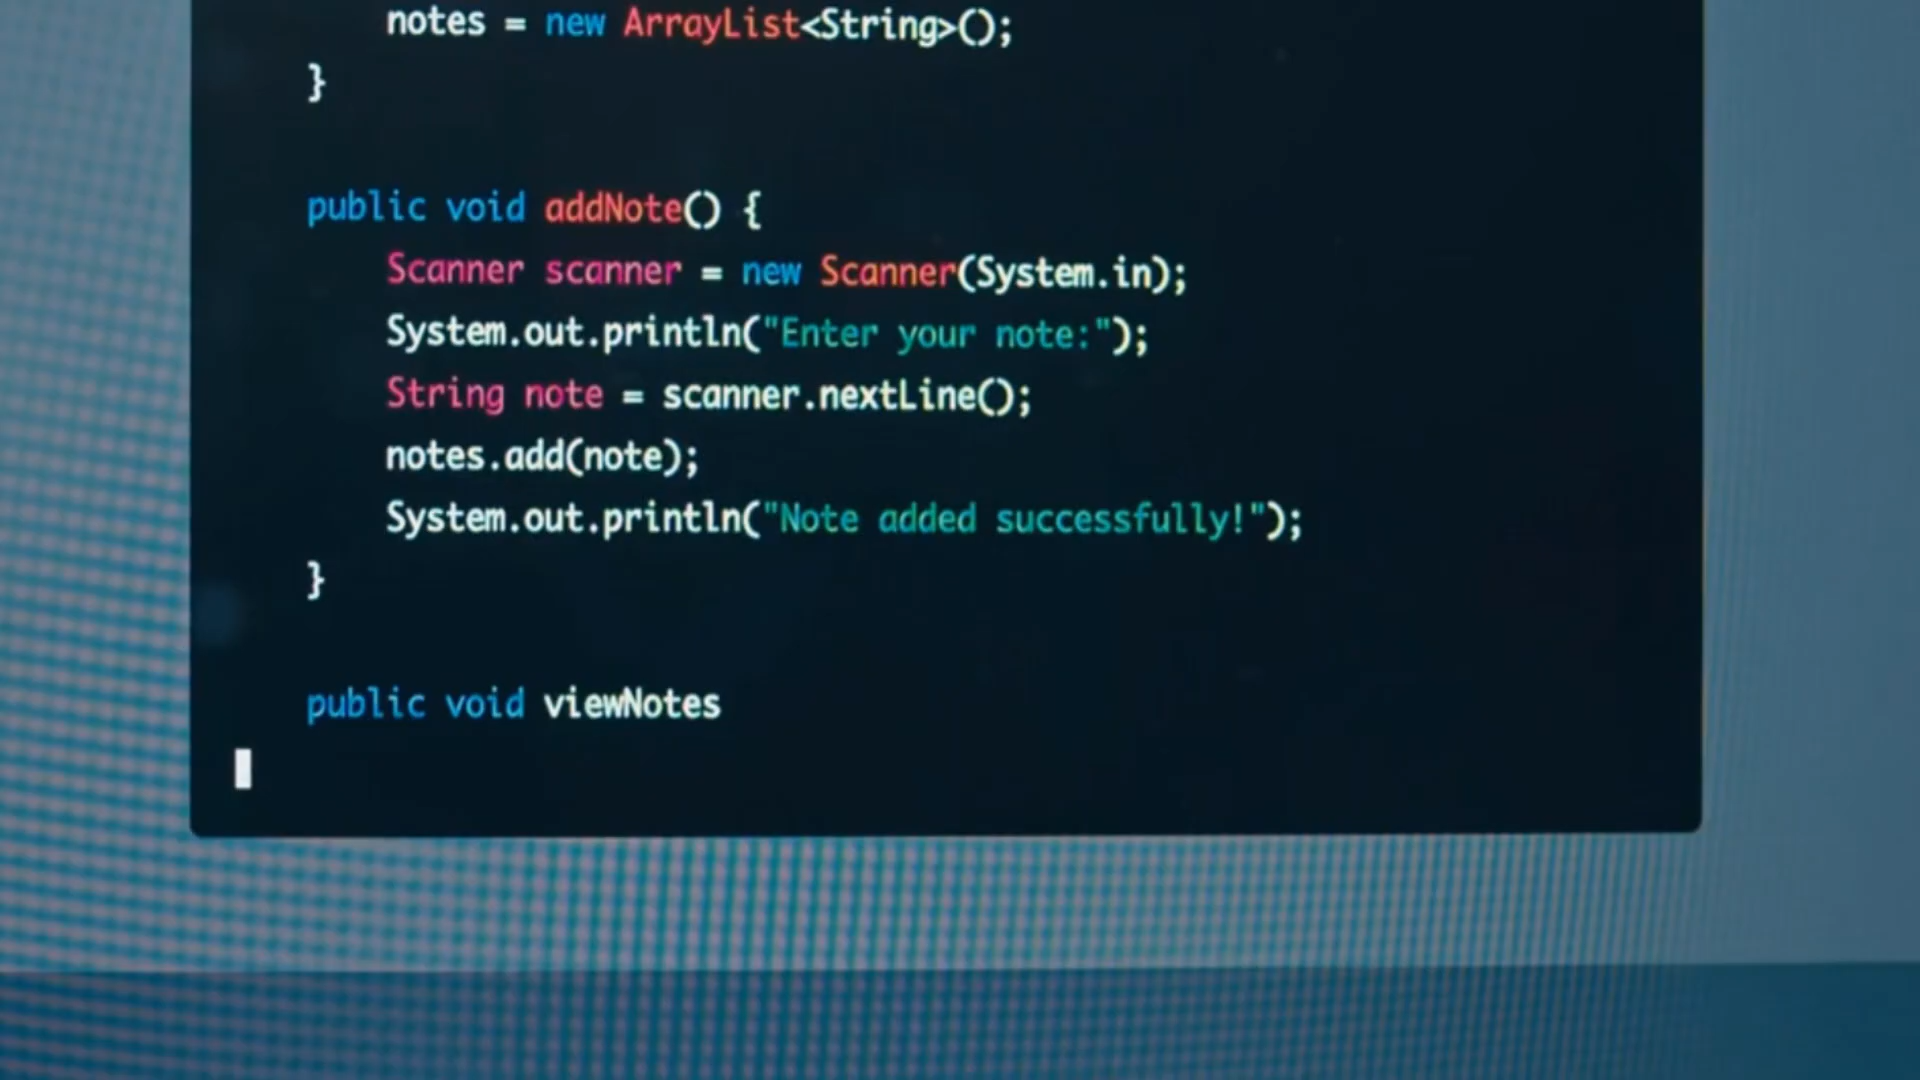 notes = new ArrayList<String>();
}
public void addNote() {
Scanner scanner = new Scanner(System.in);
System.out.println("Enter your note:");
String note = scanner.nextLine();
notes.add(note);
System.out.println("Note added successfully!");
}
public void viewNotes